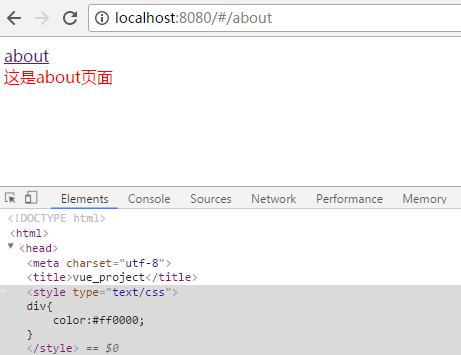 localhost:8080/#/about
about
这是about页面
Elements Console Sources Network Performance Memory
<!DOCTYPE html>
<html>
<head>
<meta charset="utf-8">
<title>vue_project</title>
<style type="text/css">
div{
color:#ff0000;
}
</style> == $0